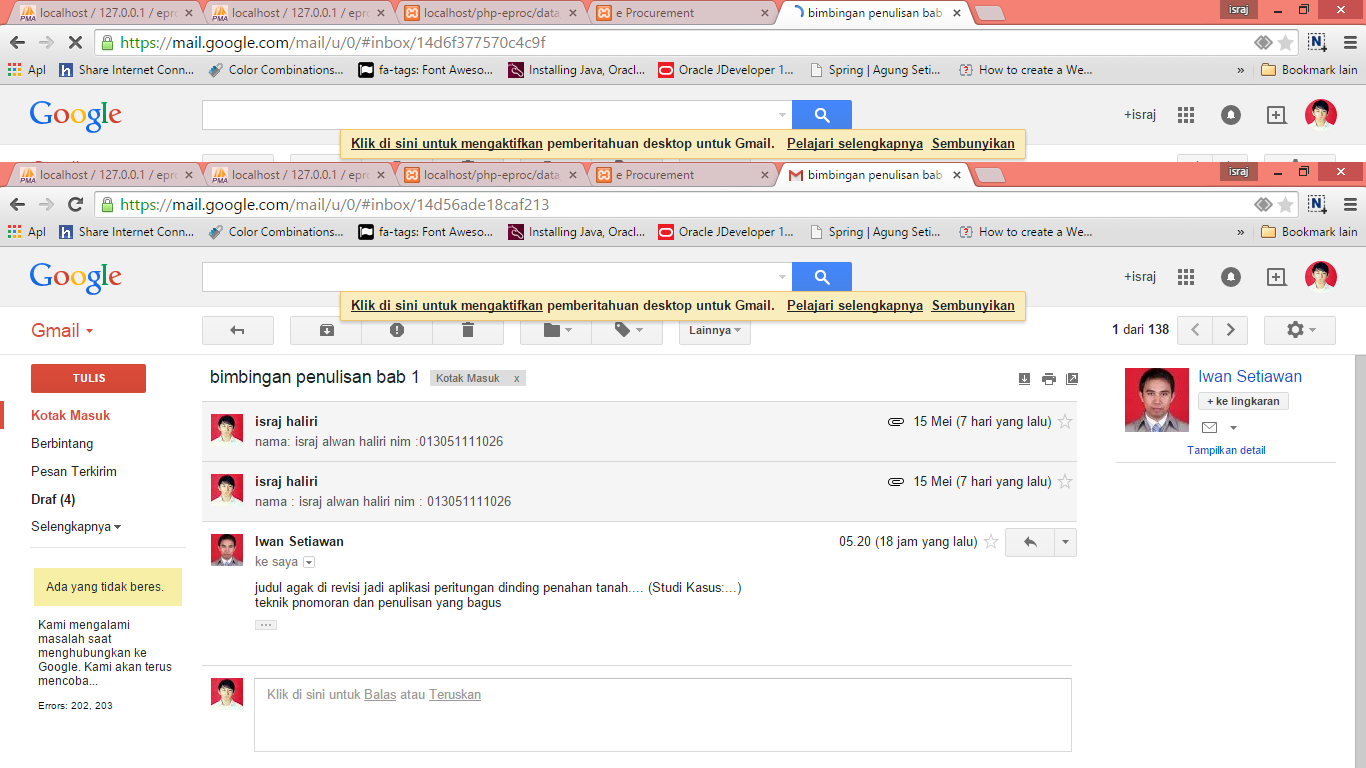 localhost / 127.0.0.1 / epro localhost / 127.0.0.1 / epro localhost/php-eproc/data e Procurement bimbingan penulisan bab israj
https://mail.google.com/mail/u/0/#inbox/14d6f377570c4c9f
Apl Share Internet Conn... Color Combinations... fa-tags: Font Aweso... Installing Java, Oracl... Oracle JDeveloper 1... Spring | Agung Seti... How to create a We... » Bookmark lain
Google +israj
Klik di sini untuk mengaktifkan pemberitahuan desktop untuk Gmail. Pelajari selengkapnya Sembunyikan
localhost / 127.0.0.1 / epro localhost / 127.0.0.1 / epro localhost/php-eproc/data e Procurement bimbingan penulisan bab israj
https://mail.google.com/mail/u/0/#inbox/14d56ade18caf213
Apl Share Internet Conn... Color Combinations... fa-tags: Font Aweso... Installing Java, Oracl... Oracle JDeveloper 1... Spring | Agung Seti... How to create a We... » Bookmark lain
Google +israj
Klik di sini untuk mengaktifkan pemberitahuan desktop untuk Gmail. Pelajari selengkapnya Sembunyikan
Gmail Lainnya 1 dari 138
TULIS
bimbingan penulisan bab 1 Kotak Masuk x
Iwan Setiawan
+ ke lingkaran
Tampilkan detail
Kotak Masuk
Berbintang
Pesan Terkirim
Draf (4)
Selengkapnya
israj haliri 15 Mei (7 hari yang lalu)
nama: israj alwan haliri nim :013051111026
israj haliri 15 Mei (7 hari yang lalu)
nama : israj alwan haliri nim : 013051111026
Iwan Setiawan 05.20 (18 jam yang lalu)
ke saya
judul agak di revisi jadi aplikasi peritungan dinding penahan tanah.... (Studi Kasus:...)
teknik pnomoran dan penulisan yang bagus
Ada yang tidak beres.
Kami mengalami
masalah saat
menghubungkan ke
Google. Kami akan terus
mencoba...
Errors: 202, 203
Klik di sini untuk Balas atau Teruskan